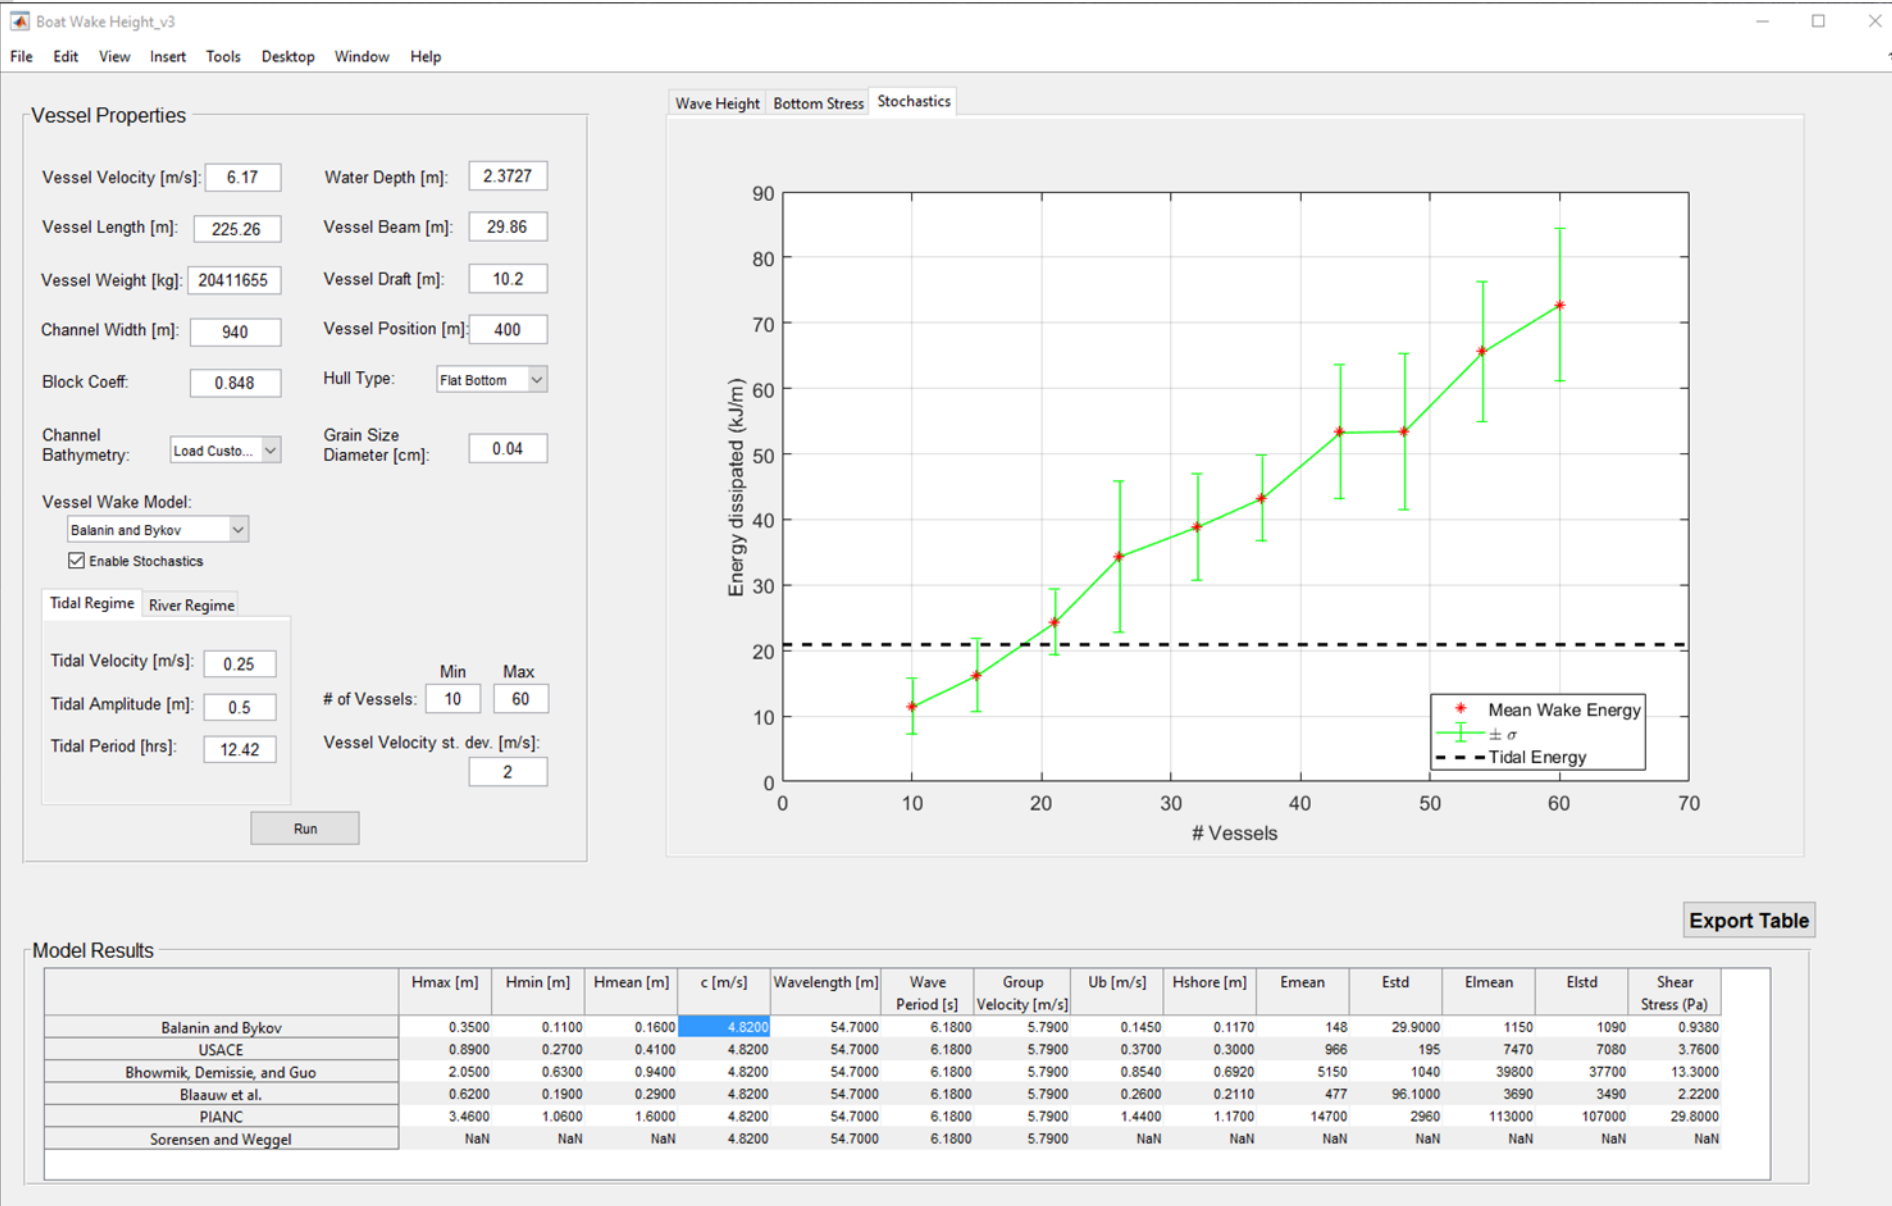 Boat Wake Height_v3
File Edit View Insert Tools Desktop Window Help
Vessel Properties
Vessel Velocity [m/s]: 6.17 Water Depth [m]: 2.3727
Vessel Length [m]: 225.26 Vessel Beam [m]: 29.86
Vessel Weight [kg]: 20411655 Vessel Draft [m]: 10.2
Channel Width [m]: 940 Vessel Position [m]: 400
Block Coeff: 0.848 Hull Type: Flat Bottom
Channel
Bathymetry: Load Custo...
Grain Size
Diameter [cm]: 0.04
Vessel Wake Model:
Balanin and Bykov
Enable Stochastics
Tidal Regime River Regime
Tidal Velocity [m/s]: 0.25
Tidal Amplitude [m]: 0.5
Tidal Period [hrs]: 12.42
Min Max
# of Vessels: 10 60
Vessel Velocity st. dev. [m/s]:
2
Run
Wave Height Bottom Stress Stochastics
90
80
70
60
50
40
30
20
10
0
Energy dissipated (kJ/m)
0 10 20 30 40 50 60 70
# Vessels
Mean Wake Energy
± σ
Tidal Energy
Export Table
Model Results
Hmax [m] Hmin [m] Hmean [m] c [m/s] Wavelength [m] Wave Period [s] Group Velocity [m/s] Ub [m/s] Hshore [m] Emean Estd Elmean Elstd Shear Stress (Pa)
Balanin and Bykov 0.3500 0.1100 0.1600 4.8200 54.7000 6.1800 5.7900 0.1450 0.1170 148 29.9000 1150 1090 0.9380
USACE 0.8900 0.2700 0.4100 4.8200 54.7000 6.1800 5.7900 0.3700 0.3000 966 195 7470 7080 3.7600
Bhowmik, Demissie, and Guo 2.0500 0.6300 0.9400 4.8200 54.7000 6.1800 5.7900 0.8540 0.6920 5150 1040 39800 37700 13.3000
Blaauw et al. 0.6200 0.1900 0.2900 4.8200 54.7000 6.1800 5.7900 0.2600 0.2110 477 96.1000 3690 3490 2.2200
PIANC 3.4600 1.0600 1.6000 4.8200 54.7000 6.1800 5.7900 1.4400 1.1700 14700 2960 113000 107000 29.8000
Sorensen and Weggel NaN NaN NaN 4.8200 54.7000 6.1800 5.7900 NaN NaN NaN NaN NaN NaN NaN